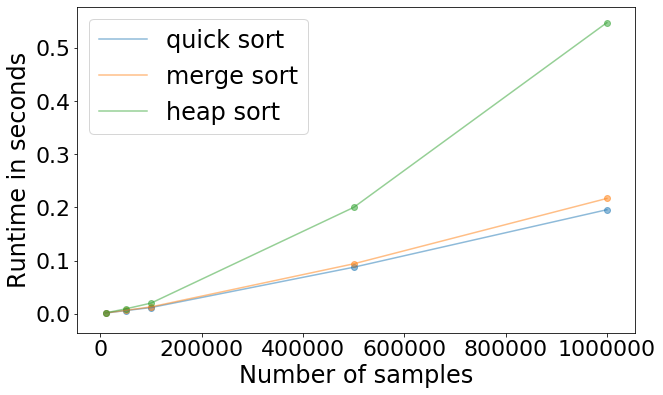 quick sort
merge sort
heap sort
0.5
0.4
0.3
0.2
0.1
0.0
Runtime in seconds
0 200000 400000 600000 800000 1000000
Number of samples